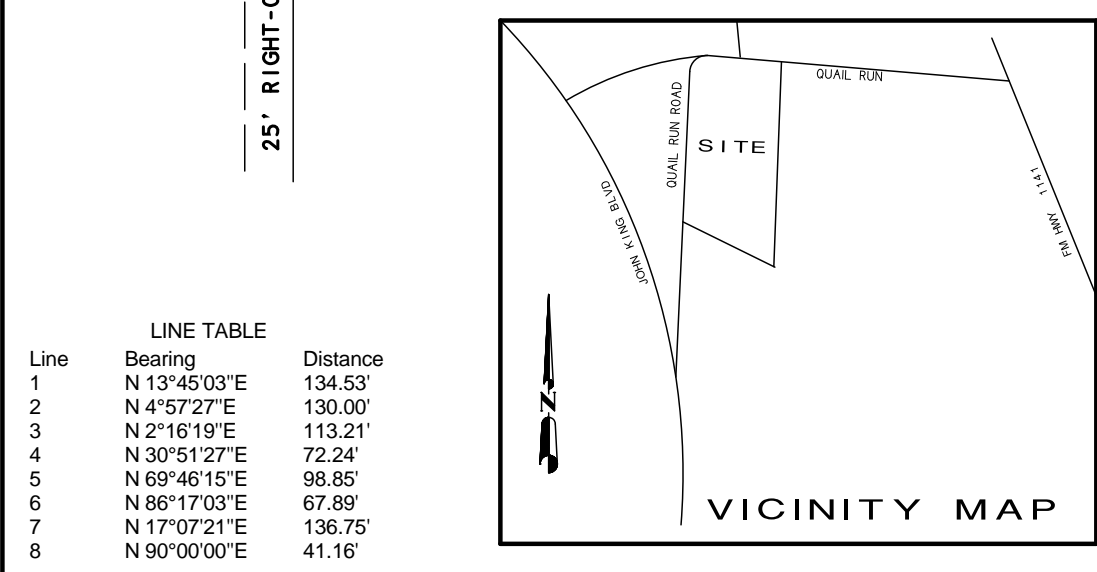 25' RIGHT-O
LINE TABLE
Line Bearing Distance
1 N 13°45'03"E 134.53'
2 N 4°57'27"E 130.00'
3 N 2°16'19"E 113.21'
4 N 30°51'27"E 72.24'
5 N 69°46'15"E 98.85'
6 N 86°17'03"E 67.89'
7 N 17°07'21"E 136.75'
8 N 90°00'00"E 41.16'
QUAIL RUN
QUAIL RUN ROAD
SITE
JOHN KING BLVD
FM HWY 1141
N
VICINITY MAP